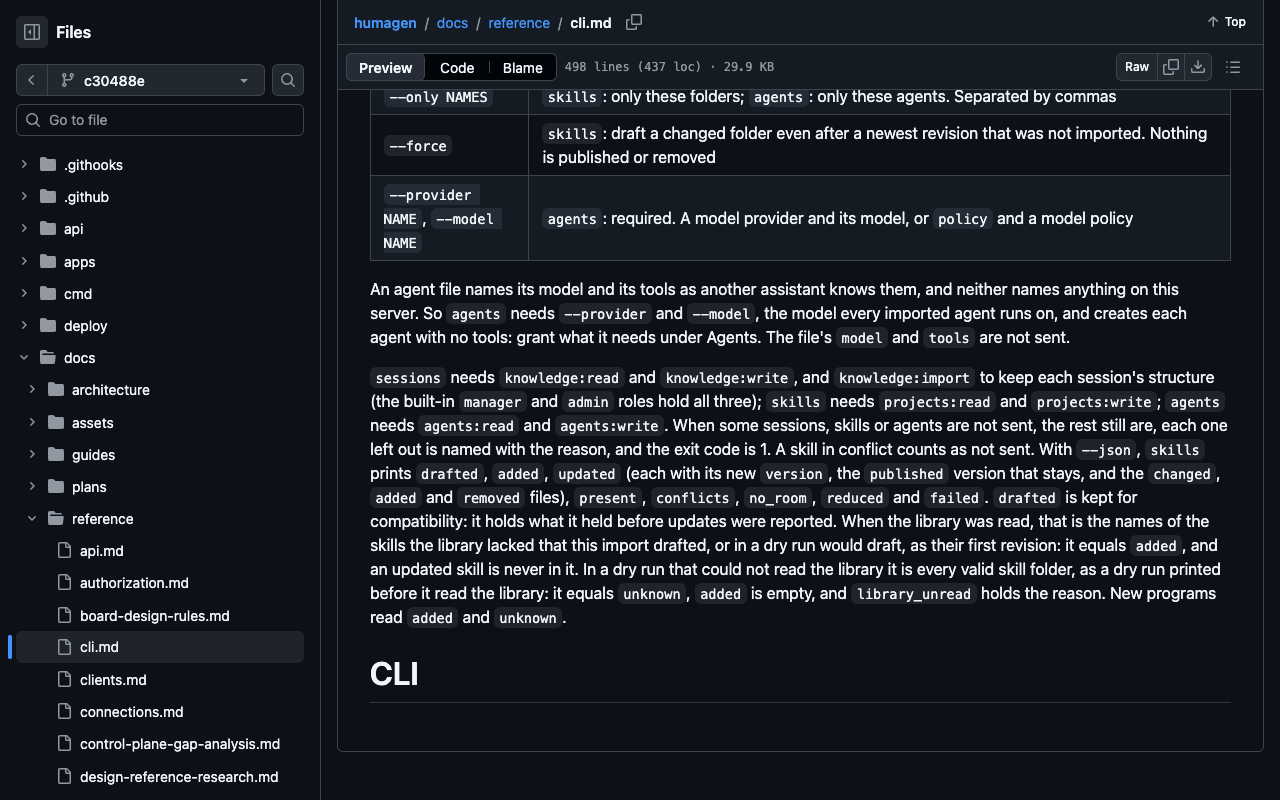 Files
humagen / docs / reference / cli.md
Top
c30488e
Preview
Code
Blame
498 lines (437 loc) · 29.9 KB
Raw
Go to file
.githooks
.github
api
apps
cmd
deploy
docs
architecture
assets
guides
plans
reference
api.md
authorization.md
board-design-rules.md
cli.md
clients.md
connections.md
control-plane-gap-analysis.md
design-reference-research.md
--only NAMES
skills : only these folders; agents : only these agents. Separated by commas
--force
skills : draft a changed folder even after a newest revision that was not imported. Nothing
is published or removed
--provider
NAME , --model
NAME
agents : required. A model provider and its model, or policy and a model policy
An agent file names its model and its tools as another assistant knows them, and neither names anything on this
server. So agents needs --provider and --model , the model every imported agent runs on, and creates each
agent with no tools: grant what it needs under Agents. The file's model and tools are not sent.
sessions needs knowledge:read and knowledge:write , and knowledge:import to keep each session's structure
(the built-in manager and admin roles hold all three); skills needs projects:read and projects:write ; agents
needs agents:read and agents:write . When some sessions, skills or agents are not sent, the rest still are, each one
left out is named with the reason, and the exit code is 1. A skill in conflict counts as not sent. With --json , skills
prints drafted , added , updated (each with its new version , the published version that stays, and the changed ,
added and removed files), present , conflicts , no_room , reduced and failed . drafted is kept for
compatibility: it holds what it held before updates were reported. When the library was read, that is the names of the
skills the library lacked that this import drafted, or in a dry run would draft, as their first revision: it equals added , and
an updated skill is never in it. In a dry run that could not read the library it is every valid skill folder, as a dry run printed
before it read the library: it equals unknown , added is empty, and library_unread holds the reason. New programs
read added and unknown .
CLI